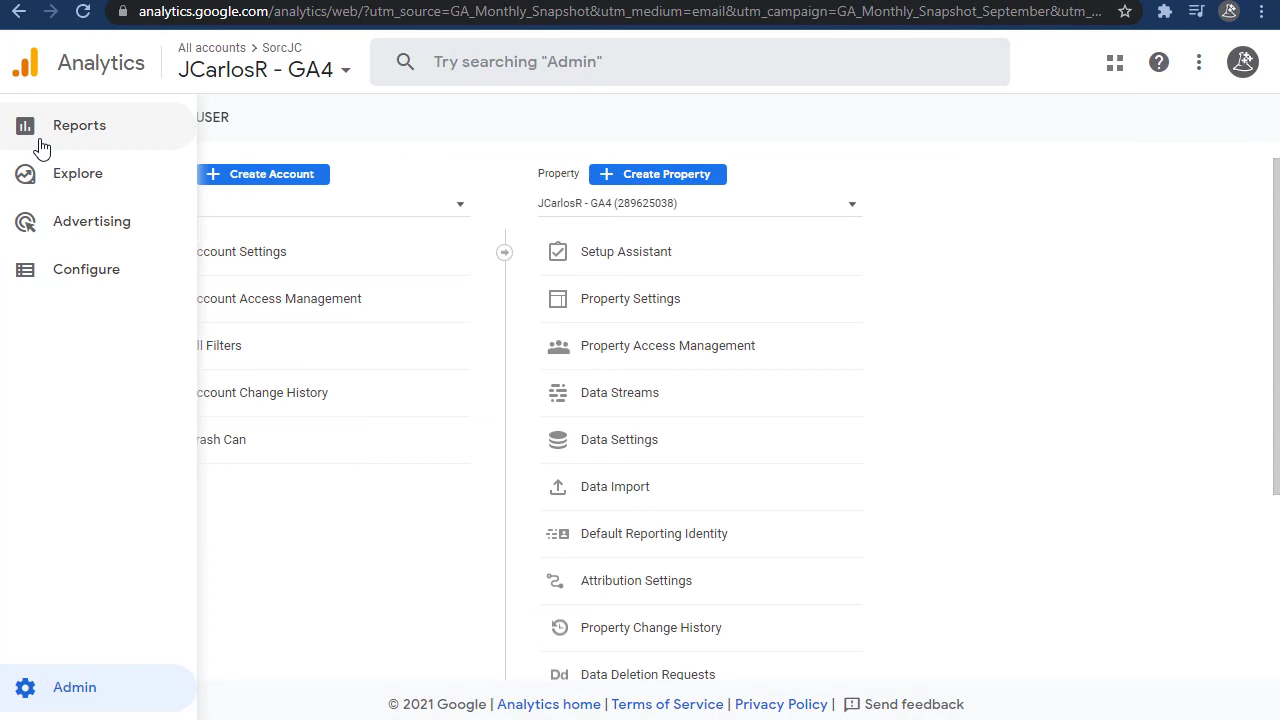 analytics.google.com/analytics/web/?utm_source=GA_Monthly_Snapshot&utm_medium=email&utm_campaign=GA_Monthly_Snapshot_September&utm_...
Analytics
All accounts > SorcJC
JCarlosR - GA4
Try searching "Admin"
Reports
Explore
Advertising
Configure
Admin
USER
+ Create Account
ccount Settings
ccount Access Management
ll Filters
ccount Change History
rash Can
Property
+ Create Property
JCarlosR - GA4 (289625038)
Setup Assistant
Property Settings
Property Access Management
Data Streams
Data Settings
Data Import
Default Reporting Identity
Attribution Settings
Property Change History
Dd Data Deletion Requests
© 2021 Google | Analytics home | Terms of Service | Privacy Policy | Send feedback